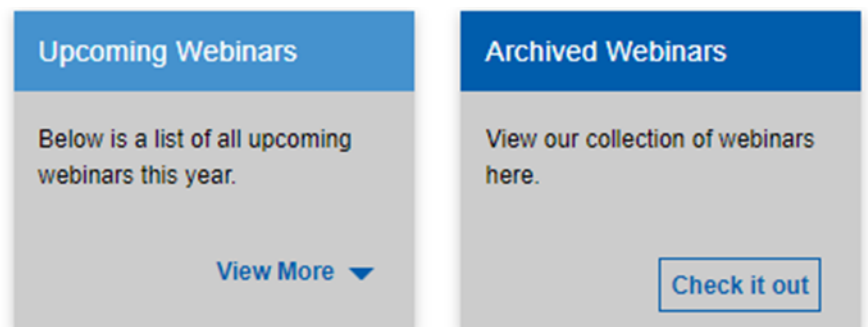 Upcoming Webinars
Below is a list of all upcoming
webinars this year.
View More
Archived Webinars
View our collection of webinars
here.
Check it out